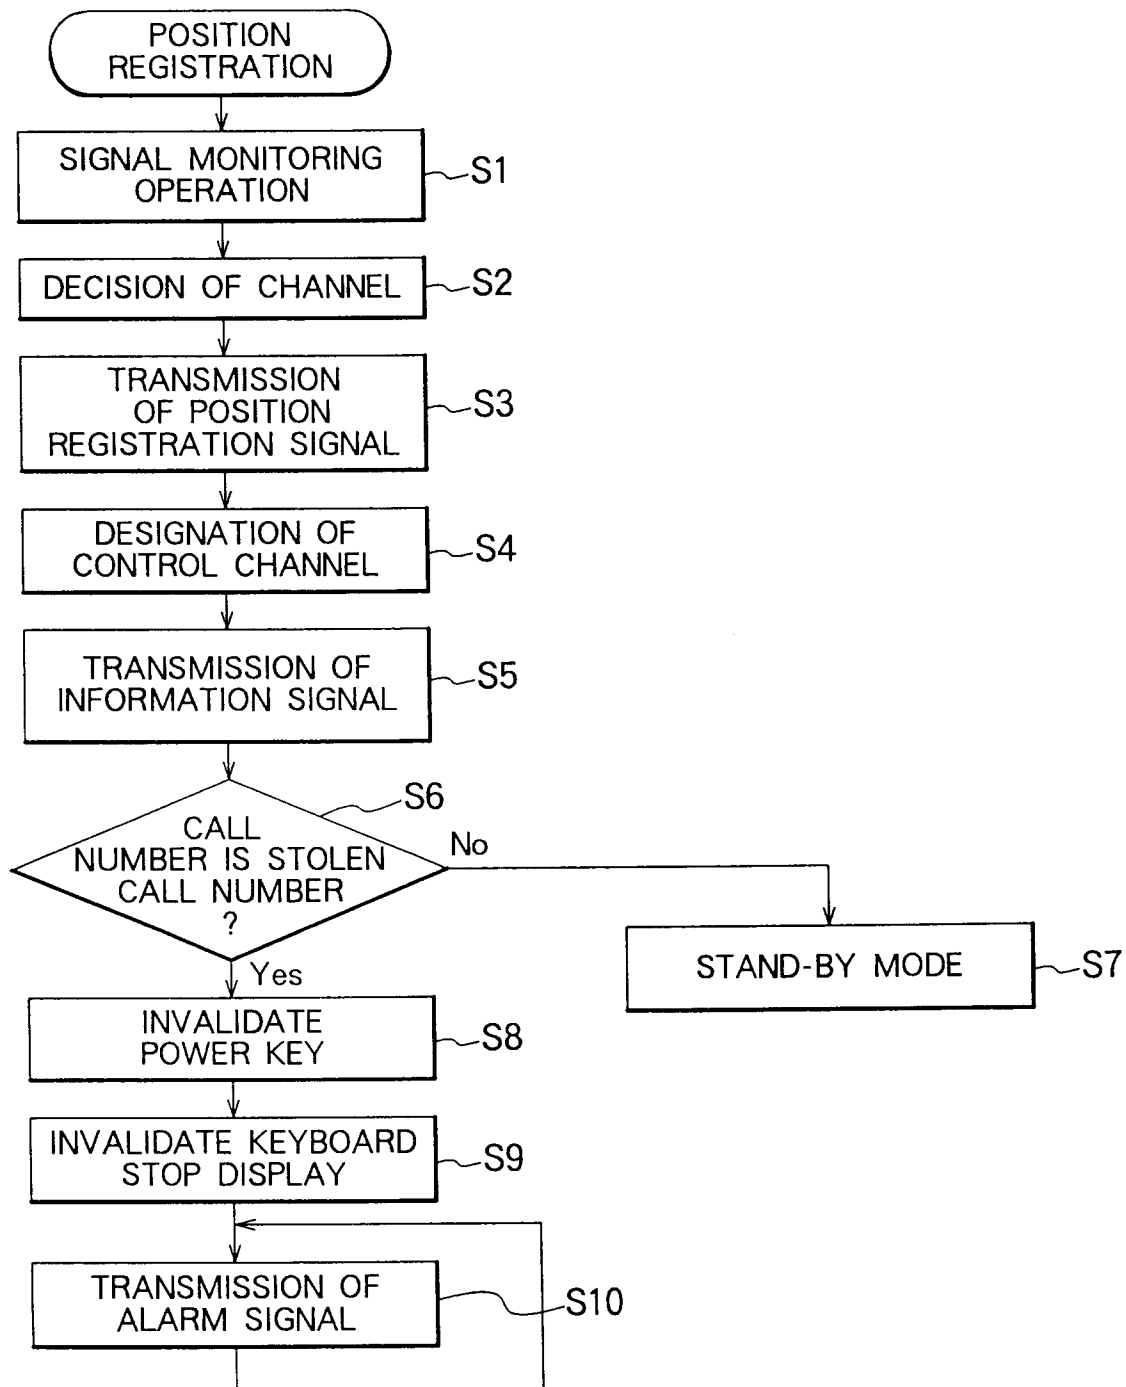 POSITION
REGISTRATION
SIGNAL MONITORING
OPERATION
S1
DECISION OF CHANNEL
S2
TRANSMISSION
OF POSITION
REGISTRATION SIGNAL
S3
DESIGNATION OF
CONTROL CHANNEL
S4
TRANSMISSION OF
INFORMATION SIGNAL
S5
S6
CALL
NUMBER IS STOLEN
CALL NUMBER
?
No
STAND-BY MODE
S7
Yes
INVALIDATE
POWER KEY
S8
INVALIDATE KEYBOARD
STOP DISPLAY
S9
TRANSMISSION OF
ALARM SIGNAL
S10